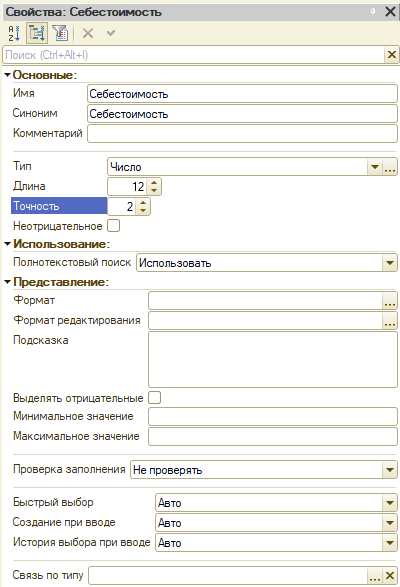 Свойства: Себестоимость
Поиск (Ctrl+Alt+I)
Основные:
Имя Себестоимость
Синоним Себестоимость
Комментарий
Тип Число
Длина 12
Точность 2
Неотрицательное
Использование:
Полнотекстовый поиск Использовать
Представление:
Формат
Формат редактирования
Подсказка
Выделять отрицательные
Минимальное значение
Максимальное значение
Проверка заполнения Не проверять
Быстрый выбор Авто
Создание при вводе Авто
История выбора при вводе Авто
Связь по типу